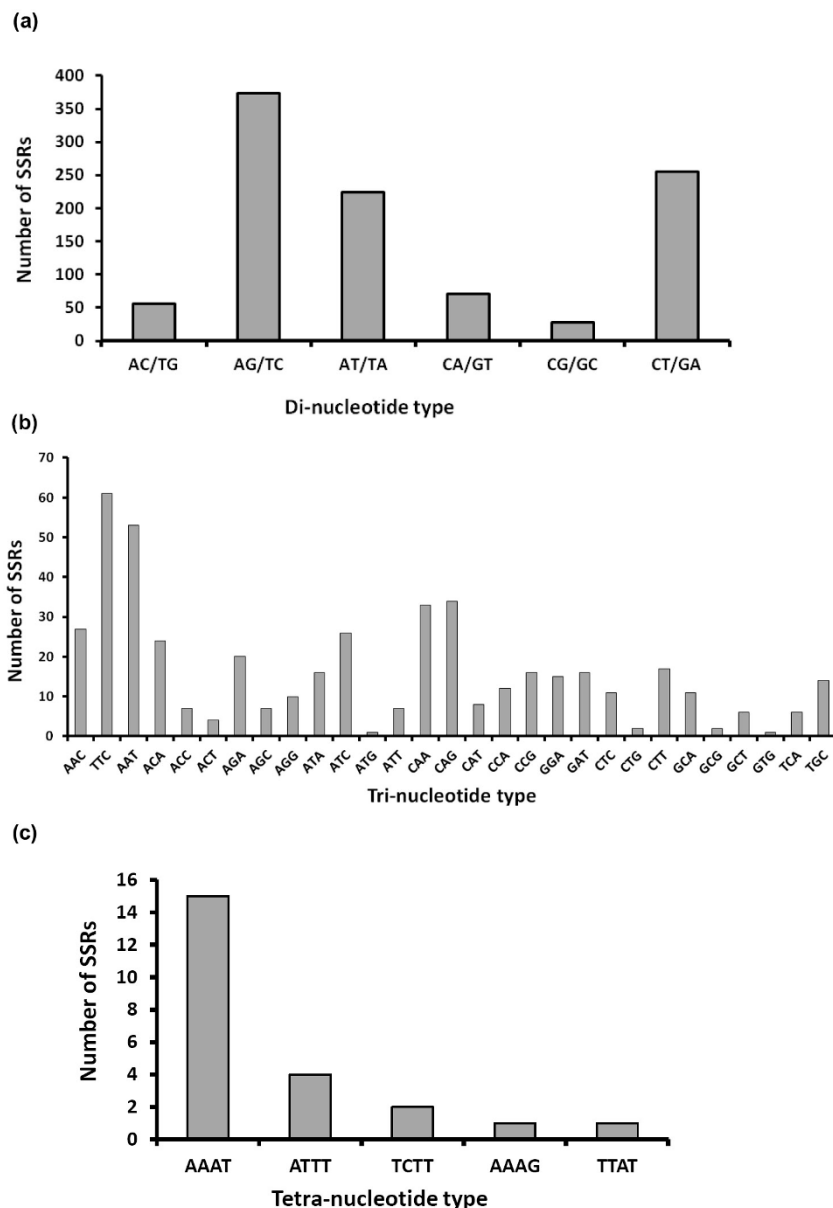 (a)
Number of SSRs
400
350
300
250
200
150
100
50
0
AC/TG AG/TC AT/TA CA/GT CG/GC CT/GA
Di-nucleotide type
(b)
Number of SSRs
70
60
50
40
30
20
10
0
AAC TTC AAT ACA ACC ACT AGA AGC AGG ATA ATC ATG ATT CAA CAG CAT CCA CCG GGA GAT CTC CTG CTT GCA GCG GCT GTG TCA TGC
Tri-nucleotide type
(c)
Number of SSRs
16
14
12
10
8
6
4
2
0
AAAT ATTT TCTT AAAG TTAT
Tetra-nucleotide type